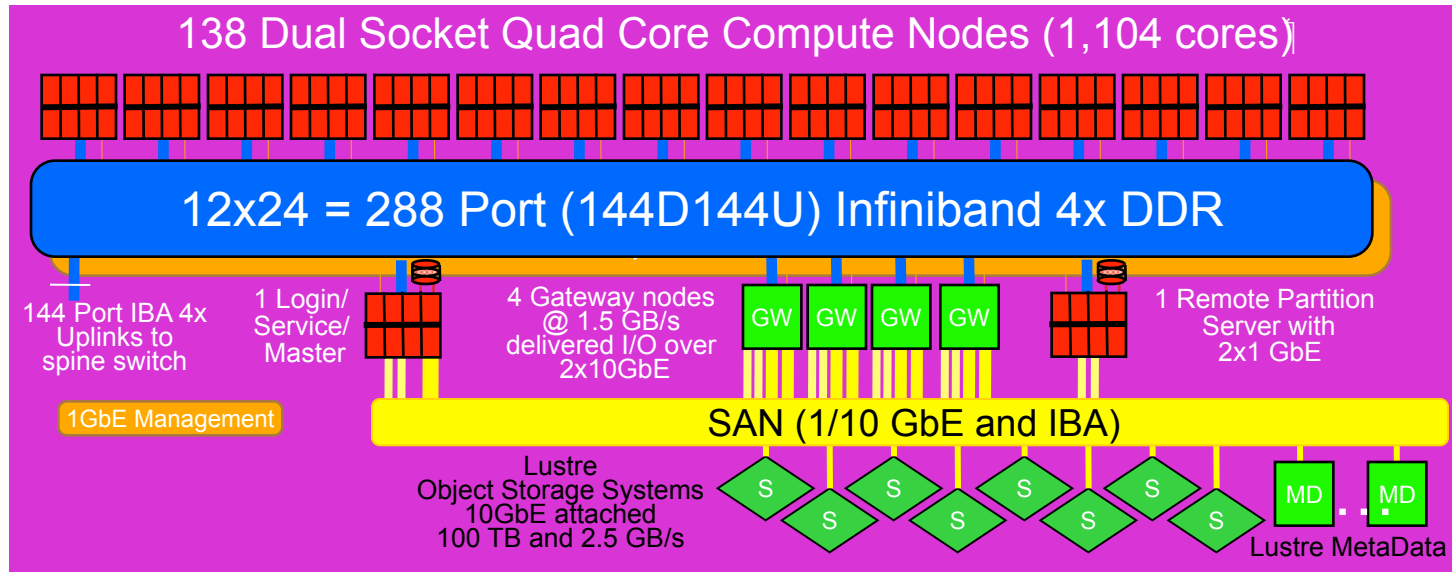 138 Dual Socket Quad Core Compute Nodes (1,104 cores)
12x24 = 288 Port (144D144U) Infiniband 4x DDR
144 Port IBA 4x
Uplinks to
spine switch
1 Login/
Service/
Master
4 Gateway nodes
@ 1.5 GB/s
delivered I/O over
2x10GbE
GW
GW
GW
GW
1 Remote Partition
Server with
2x1 GbE
1GbE Management
SAN (1/10 GbE and IBA)
Lustre
Object Storage Systems
10GbE attached
100 TB and 2.5 GB/s
S
S
S
S
S
S
S
S
MD
...
MD
Lustre MetaData